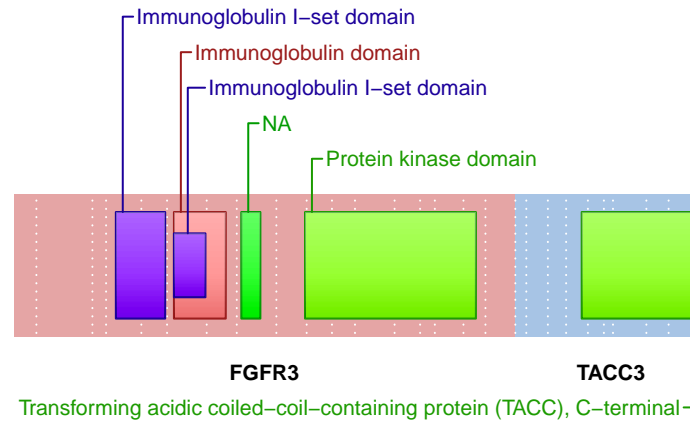 Immunoglobulin I−set domain
Immunoglobulin domain
Immunoglobulin I−set domain
NA
Protein kinase domain
FGFR3
TACC3
Transforming acidic coiled−coil−containing protein (TACC), C−terminal